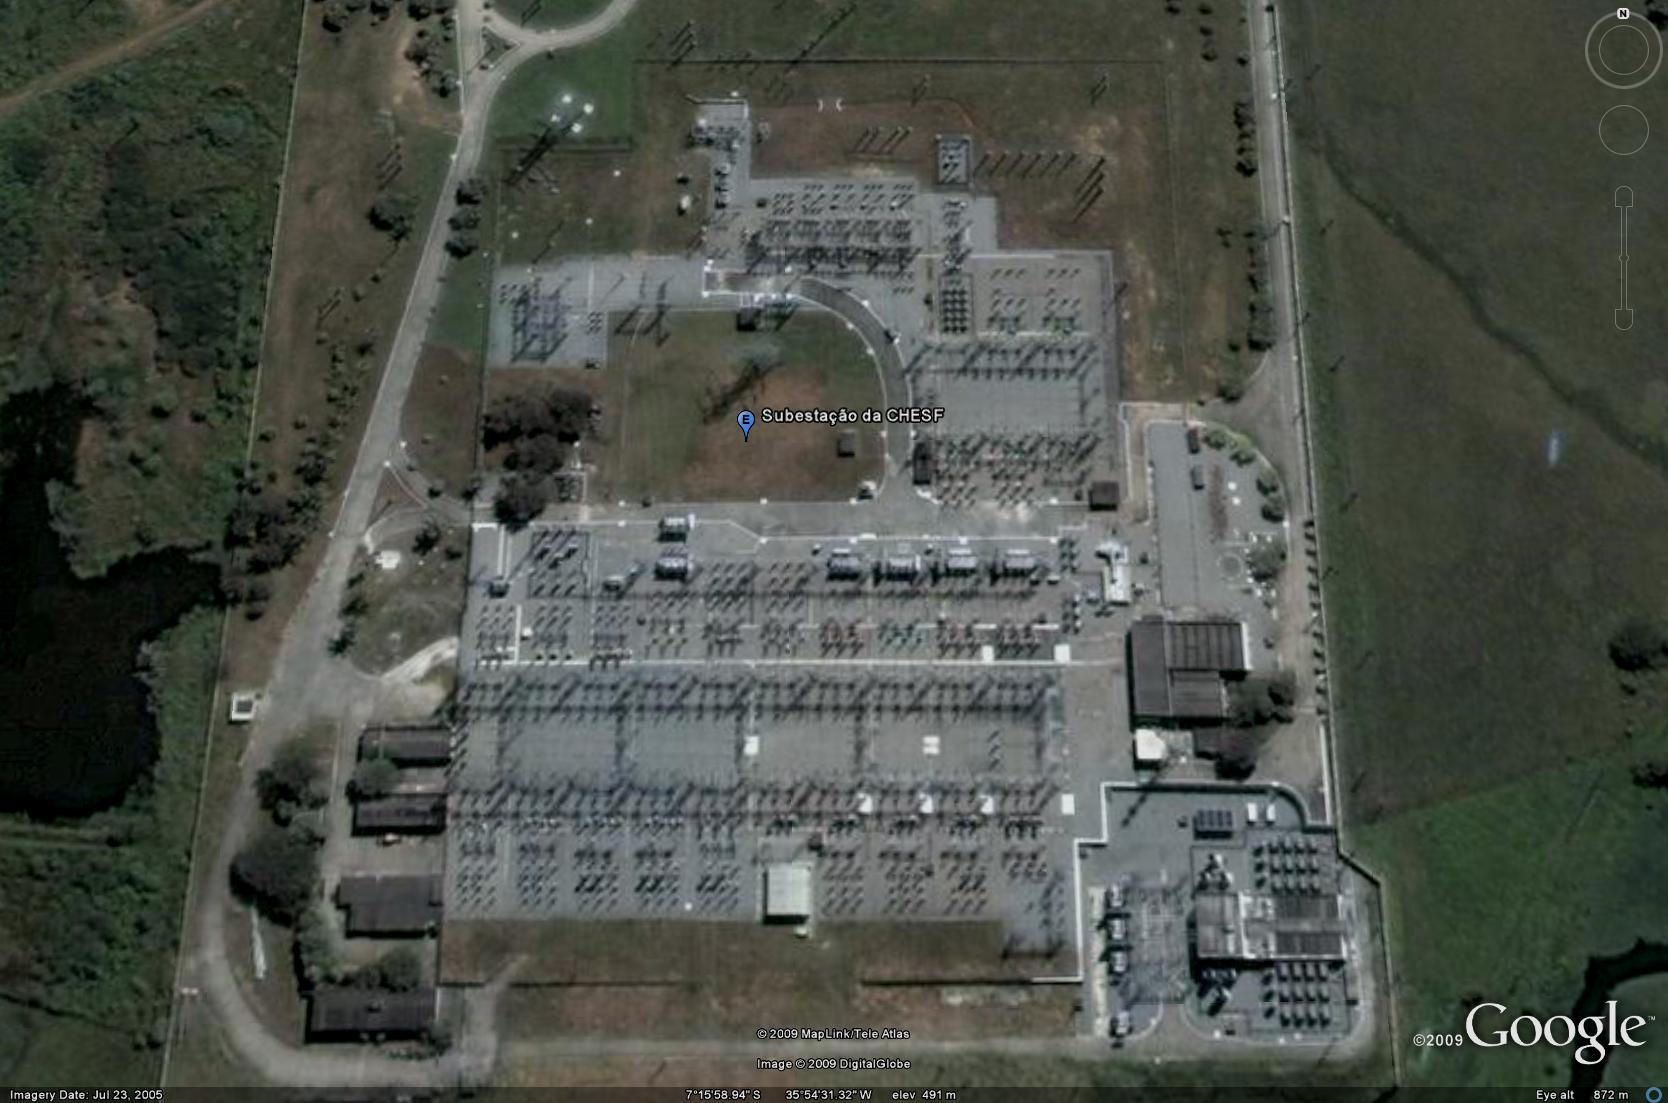 N
E Subestação da CHESF
© 2009 MapLink/Tele Atlas
Image © 2009 DigitalGlobe
©2009 Google™
Imagery Date: Jul 23, 2005 7°15'58.94" S 35°54'31.32" W elev 491 m Eye alt 872 m